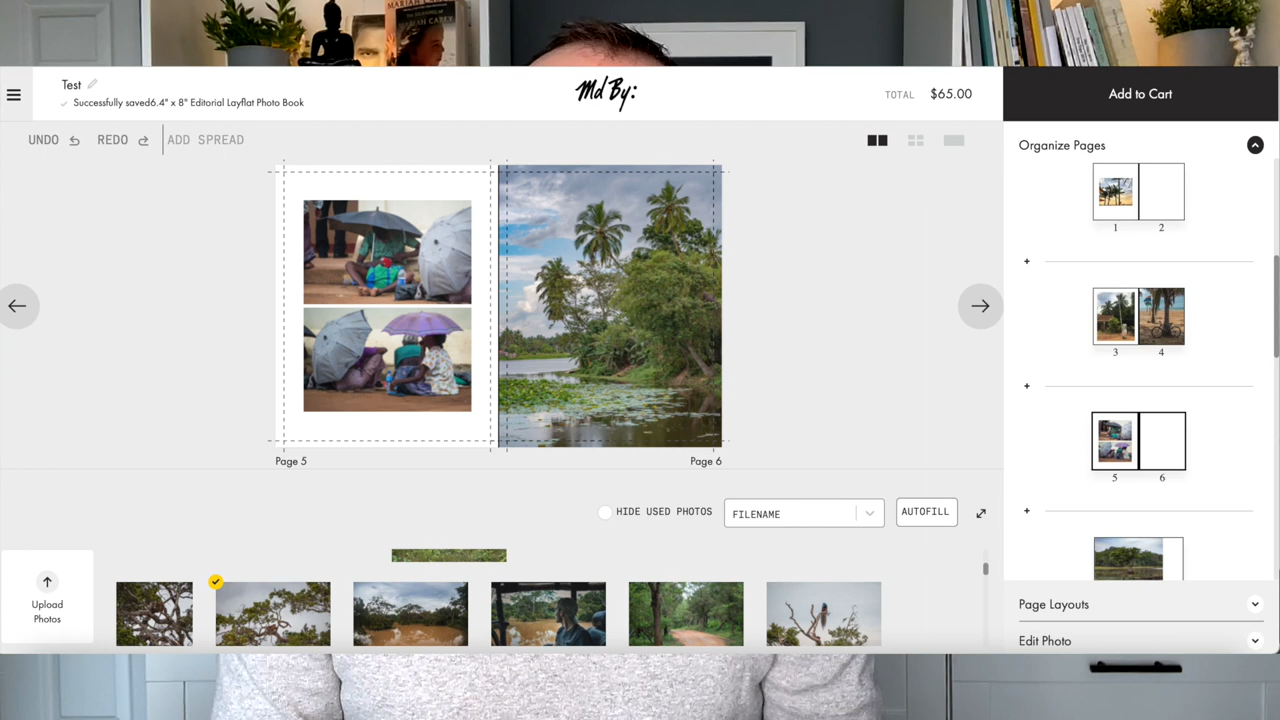 MARIAH CAREY
Test
Successfully saved6.4" x 8" Editorial Layflat Photo Book
Md By:
TOTAL $65.00
Add to Cart
UNDO REDO ADD SPREAD
Organize Pages
1 2
3 4
5 6
Page 5
Page 6
HIDE USED PHOTOS
FILENAME
AUTOFILL
Upload
Photos
Page Layouts
Edit Photo